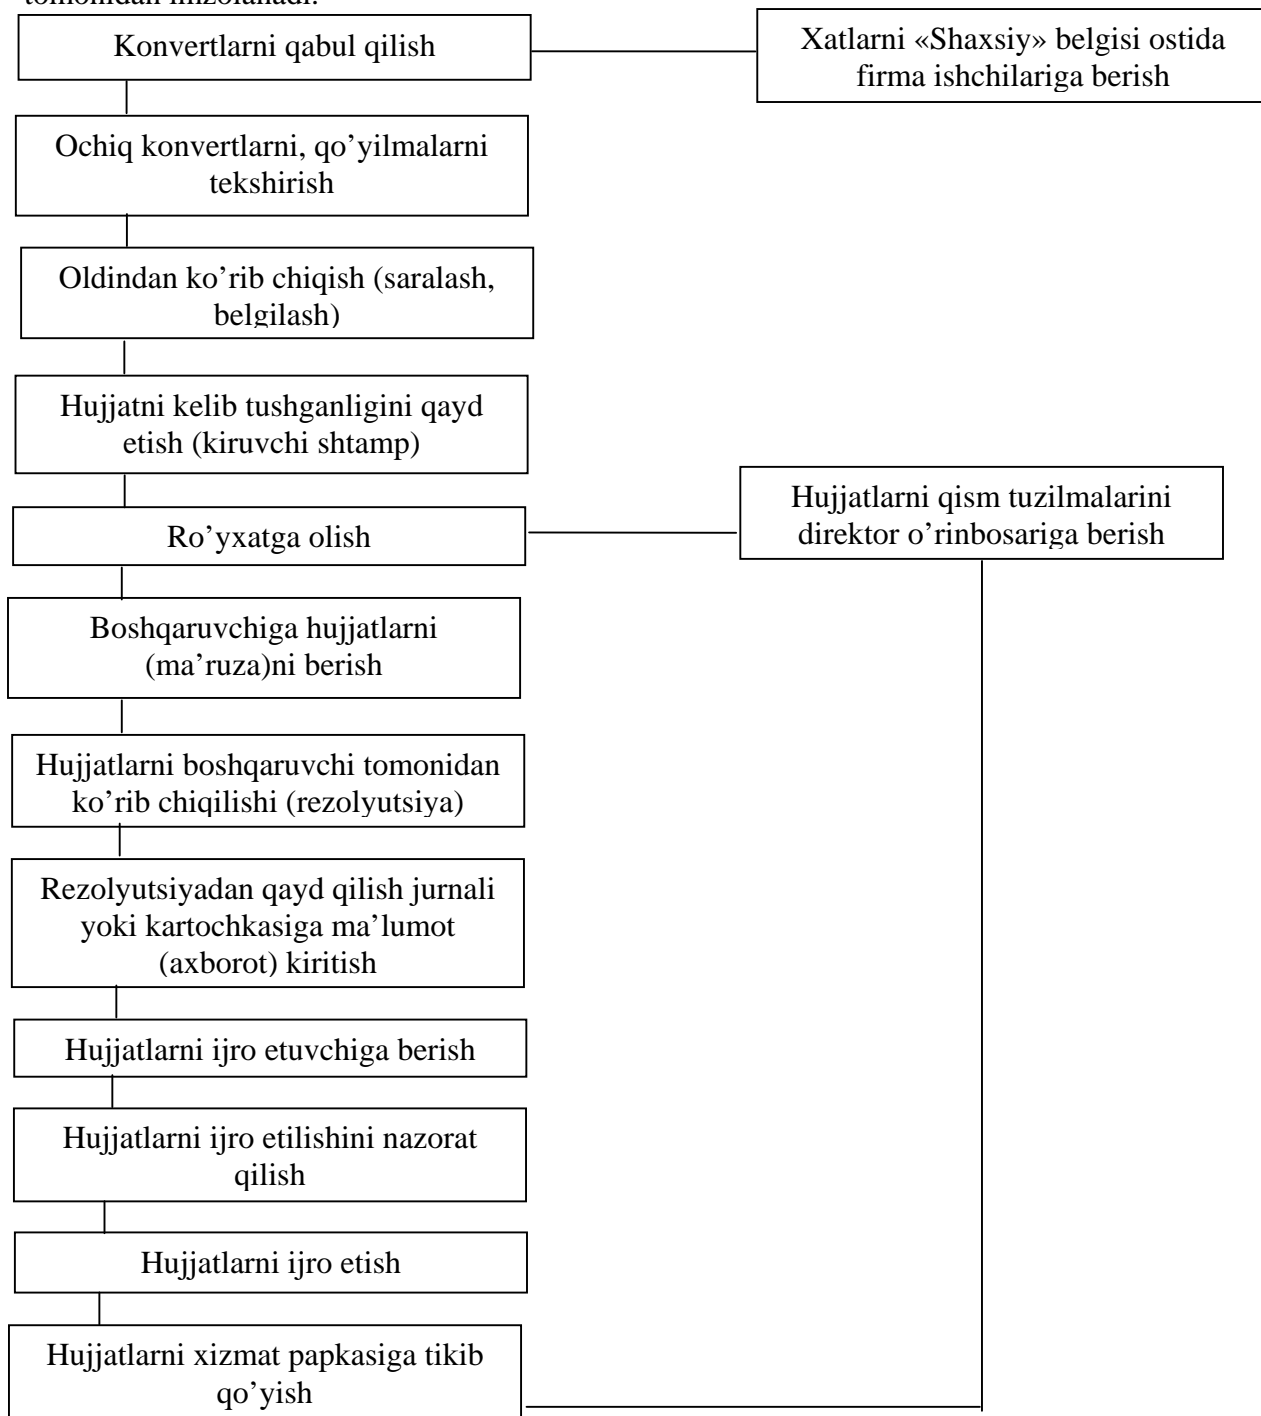 tomonidan imzolanadi.
Konvertlarni qabul qilish
Xatlarni «Shaxsiy» belgisi ostida
firma ishchilariga berish
Ochiq konvertlarni, qo’yilmalarni
tekshirish
Oldindan ko’rib chiqish (saralash,
belgilash)
Hujjatni kelib tushganligini qayd
etish (kiruvchi shtamp)
Ro’yxatga olish
Hujjatlarni qism tuzilmalarini
direktor o’rinbosariga berish
Boshqaruvchiga hujjatlarni
(ma’ruza)ni berish
Hujjatlarni boshqaruvchi tomonidan
ko’rib chiqilishi (rezolyutsiya)
Rezolyutsiyadan qayd qilish jurnali
yoki kartochkasiga ma’lumot
(axborot) kiritish
Hujjatlarni ijro etuvchiga berish
Hujjatlarni ijro etilishini nazorat
qilish
Hujjatlarni ijro etish
Hujjatlarni xizmat papkasiga tikib
qo’yish